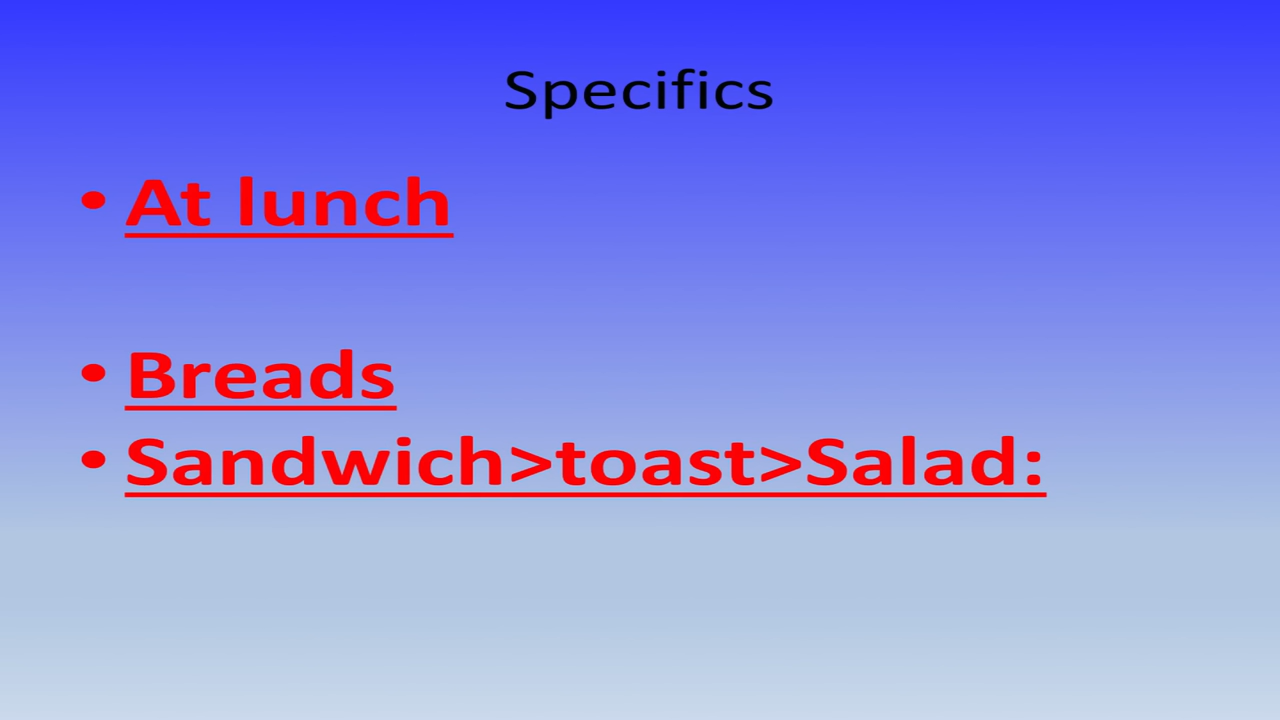 Specifics
• At lunch
• Breads
• Sandwich>toast>Salad: